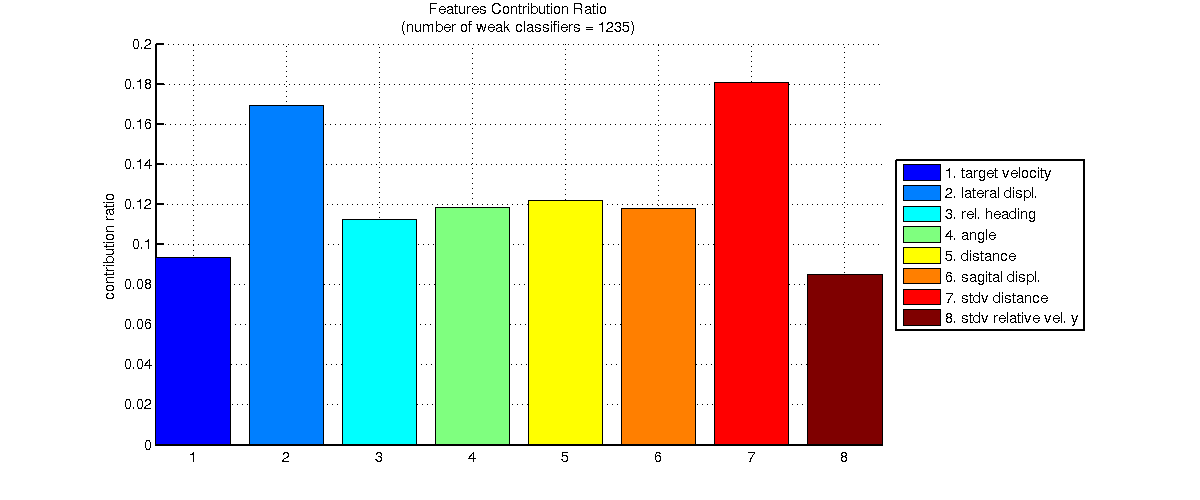 Features Contribution Ratio
(number of weak classifiers = 1235)
contribution ratio
0.2
0.18
0.16
0.14
0.12
0.1
0.08
0.06
0.04
0.02
0
1 2 3 4 5 6 7 8
1. target velocity
2. lateral displ.
3. rel. heading
4. angle
5. distance
6. sagital displ.
7. stdv distance
8. stdv relative vel. y